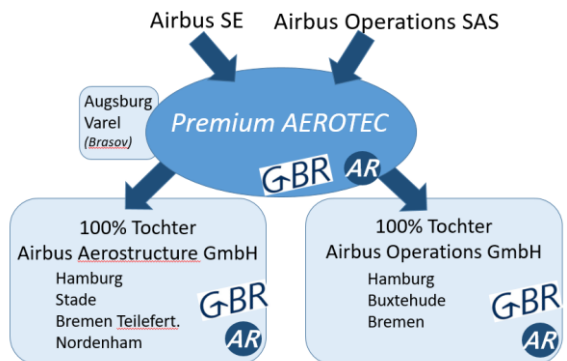 Airbus SE
Airbus Operations SAS
Augsburg
Varel
(Brasov)
Premium AEROTEC
GBR
AR
100% Tochter
Airbus Aerostructure GmbH
Hamburg
Stade
Bremen Teilefert.
Nordenham
GBR
AR
100% Tochter
Airbus Operations GmbH
Hamburg
Buxtehude
Bremen
GBR
AR